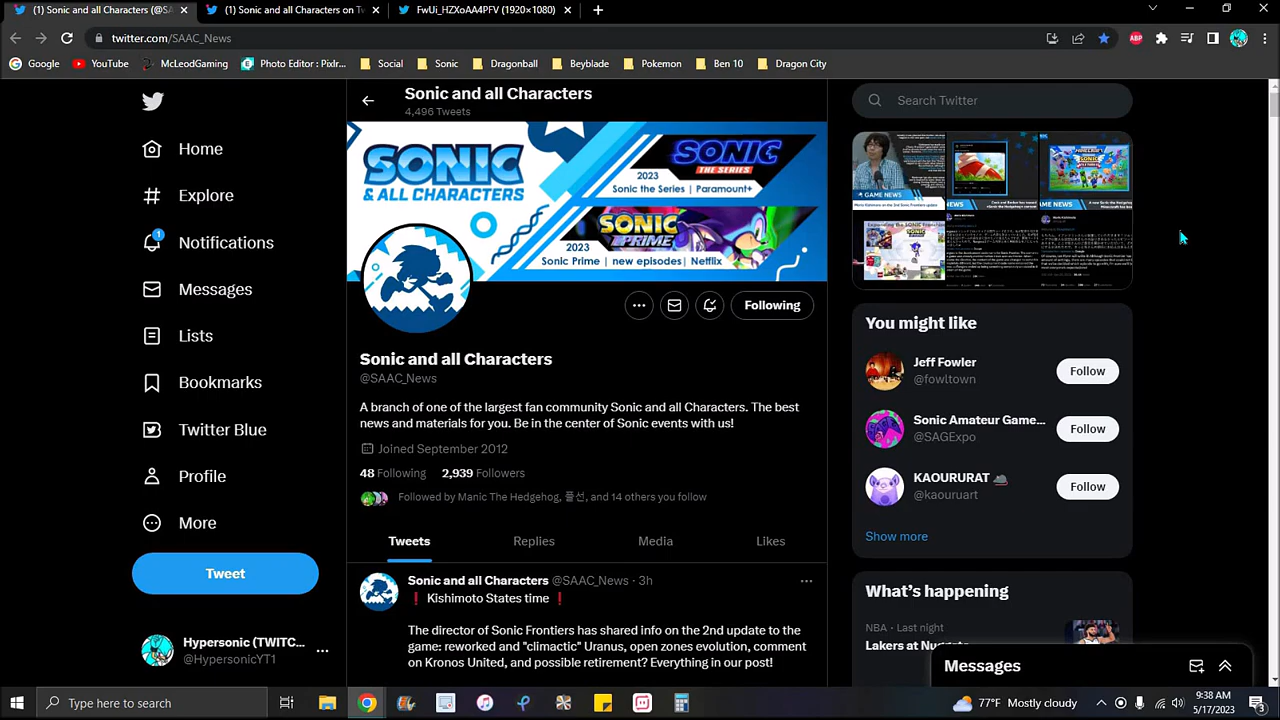 (1) Sonic and all Characters (@SA
(1) Sonic and all Characters on Tw
FwUi_HZXoAA4PFV (1920×1080)
twitter.com/SAAC_News
Google
YouTube
McLeodGaming
Photo Editor : Pixlr...
Social
Sonic
Dragonball
Beyblade
Pokemon
Ben 10
Dragon City
Home
Explore
1
Notifications
Messages
Lists
Bookmarks
Twitter Blue
Profile
More
Tweet
Hypersonic (TWITC...
@HypersonicYT1
Sonic and all Characters
4,496 Tweets
SONIC
& ALL CHARACTERS
SONIC
THE SERIES
2023
Sonic the Series | Paramount+
SONIC
PRIME
2023
Sonic Prime | new episodes | Netflix
Following
Sonic and all Characters
@SAAC_News
A branch of one of the largest fan community Sonic and all Characters. The best
news and materials for you. Be in the center of Sonic events with us!
Joined September 2012
48 Following 2,939 Followers
Followed by Manic The Hedgehog, 풀선, and 14 others you follow
Tweets
Replies
Media
Likes
Sonic and all Characters @SAAC_News · 3h
❗ Kishimoto States time ❗
The director of Sonic Frontiers has shared info on the 2nd update to the
game: reworked and "climactic" Uranus, open zones evolution, comment
on Kronos United, and possible retirement? Everything in our post!
Search Twitter
GAME NEWS
You might like
Jeff Fowler
@fowltown
Follow
Sonic Amateur Game...
@SAGExpo
Follow
KAOURURAT
@kaouruart
Follow
Show more
What's happening
NBA · Last night
Lakers at Nuggets
Messages
Type here to search
77°F Mostly cloudy
9:38 AM
5/17/2023
3